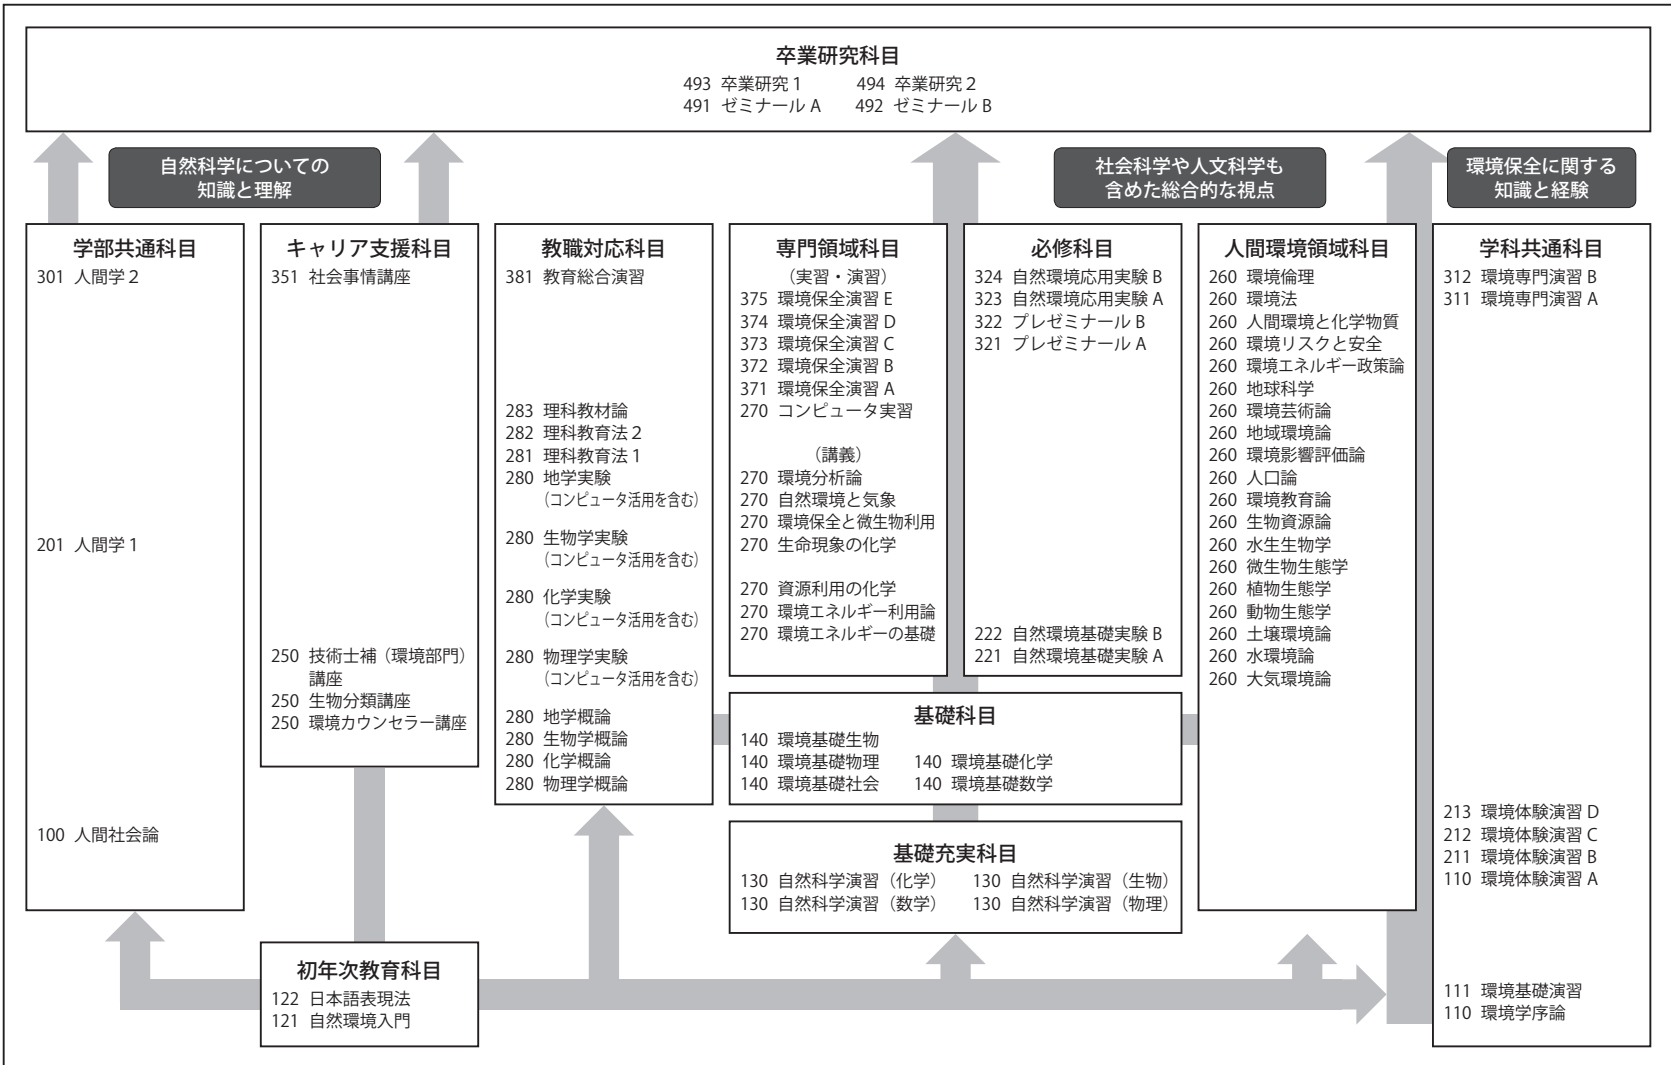 卒業研究科目
493 卒業研究 1　494 卒業研究 2
491 ゼミナール A　492 ゼミナール B
自然科学についての
知識と理解
社会科学や人文科学も
含めた総合的な視点
環境保全に関する
知識と経験
学部共通科目
301 人間学 2
201 人間学 1
100 人間社会論
キャリア支援科目
351 社会事情講座
250 技術士補（環境部門）
講座
250 生物分類講座
250 環境カウンセラー講座
教職対応科目
381 教育総合演習
283 理科教材論
282 理科教育法 2
281 理科教育法 1
280 地学実験
（コンピュータ活用を含む）
280 生物学実験
（コンピュータ活用を含む）
280 化学実験
（コンピュータ活用を含む）
280 物理学実験
（コンピュータ活用を含む）
280 地学概論
280 生物学概論
280 化学概論
280 物理学概論
専門領域科目
（実習・演習）
375 環境保全演習 E
374 環境保全演習 D
373 環境保全演習 C
372 環境保全演習 B
371 環境保全演習 A
270 コンピュータ実習
（講義）
270 環境分析論
270 自然環境と気象
270 環境保全と微生物利用
270 生命現象の化学
270 資源利用の化学
270 環境エネルギー利用論
270 環境エネルギーの基礎
必修科目
324 自然環境応用実験 B
323 自然環境応用実験 A
322 プレゼミナール B
321 プレゼミナール A
222 自然環境基礎実験 B
221 自然環境基礎実験 A
人間環境領域科目
260 環境倫理
260 環境法
260 人間環境と化学物質
260 環境リスクと安全
260 環境エネルギー政策論
260 地球科学
260 環境芸術論
260 地域環境論
260 環境影響評価論
260 人口論
260 環境教育論
260 生物資源論
260 水生生物学
260 微生物生態学
260 植物生態学
260 動物生態学
260 土壌環境論
260 水環境論
260 大気環境論
学科共通科目
312 環境専門演習 B
311 環境専門演習 A
213 環境体験演習 D
212 環境体験演習 C
211 環境体験演習 B
110 環境体験演習 A
111 環境基礎演習
110 環境学序論
基礎科目
140 環境基礎生物
140 環境基礎物理　140 環境基礎化学
140 環境基礎社会　140 環境基礎数学
基礎充実科目
130 自然科学演習（化学）　130 自然科学演習（生物）
130 自然科学演習（数学）　130 自然科学演習（物理）
初年次教育科目
122 日本語表現法
121 自然環境入門